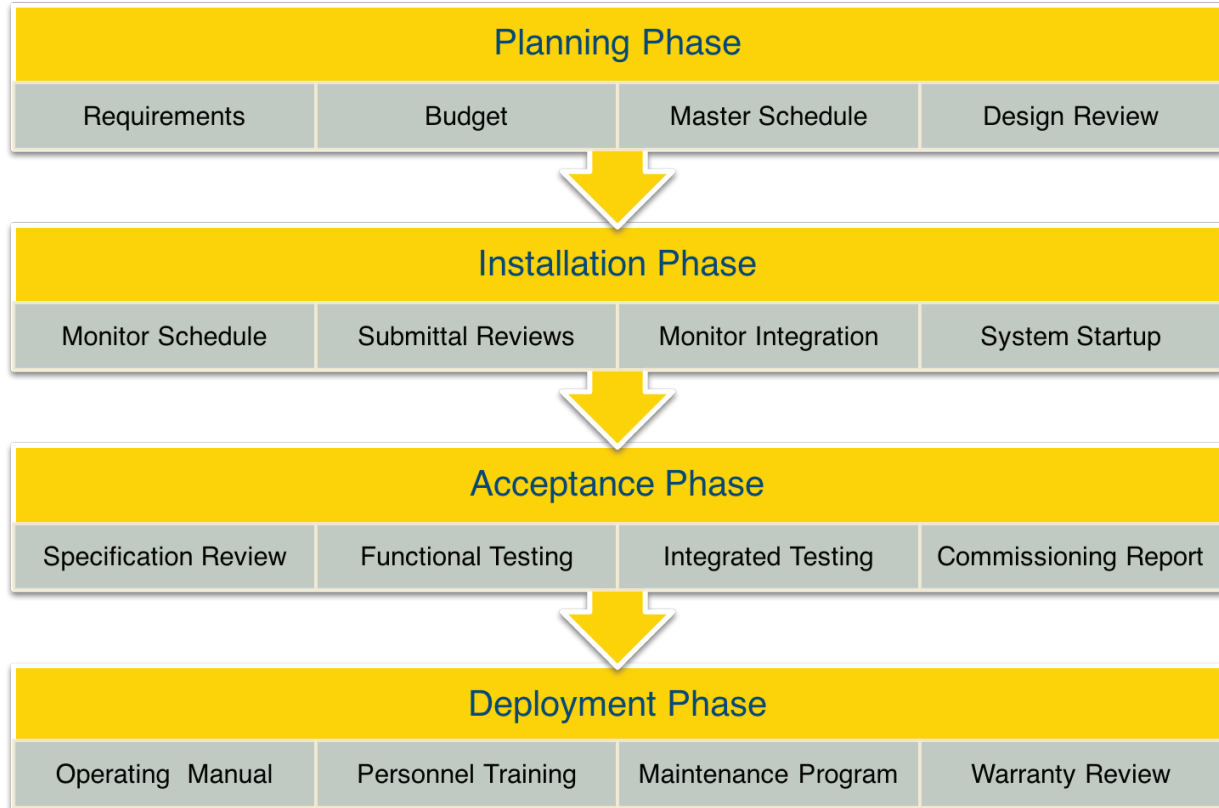 Planning Phase
Requirements Budget Master Schedule Design Review
Installation Phase
Monitor Schedule Submittal Reviews Monitor Integration System Startup
Acceptance Phase
Specification Review Functional Testing Integrated Testing Commissioning Report
Deployment Phase
Operating Manual Personnel Training Maintenance Program Warranty Review